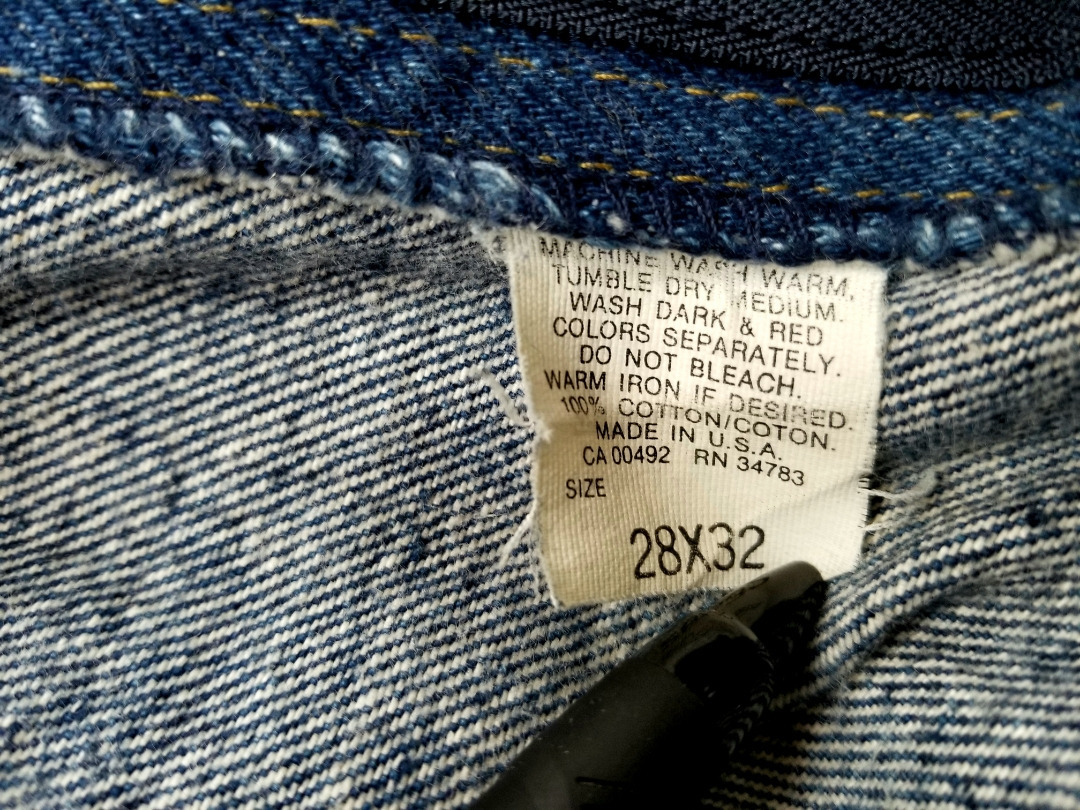 MACHINE WASH WARM,
TUMBLE DRY MEDIUM.
WASH DARK & RED
COLORS SEPARATELY.
DO NOT BLEACH.
WARM IRON IF DESIRED.
100% COTTON/COTON.
MADE IN U.S.A.
CA 00492 RN 34783
SIZE
28X32